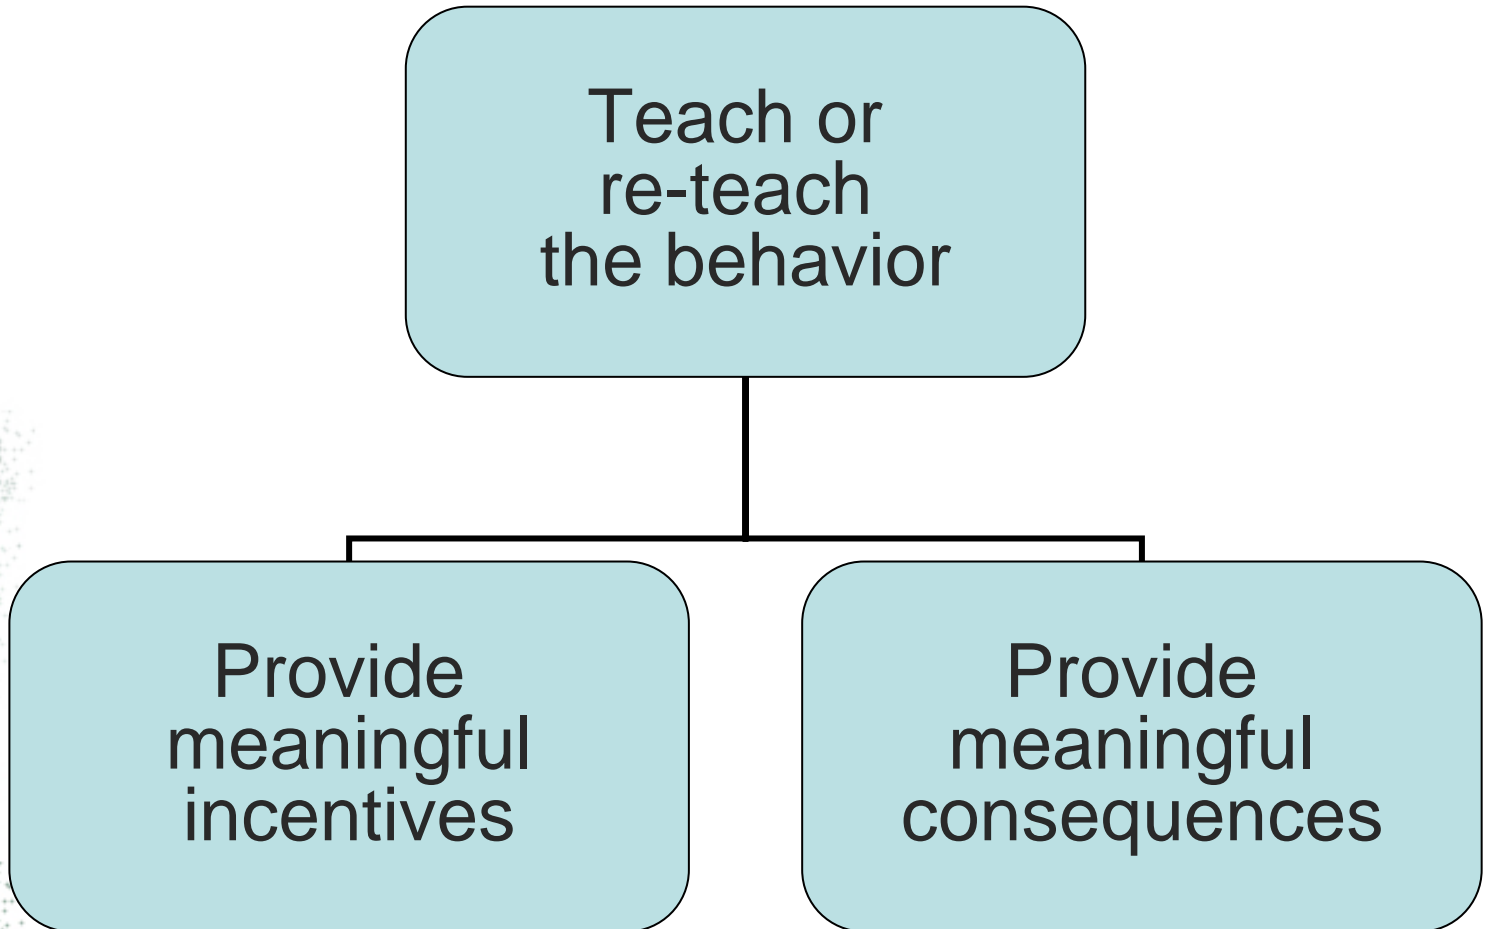 Teach or
re-teach
the behavior
Provide
meaningful
incentives
Provide
meaningful
consequences